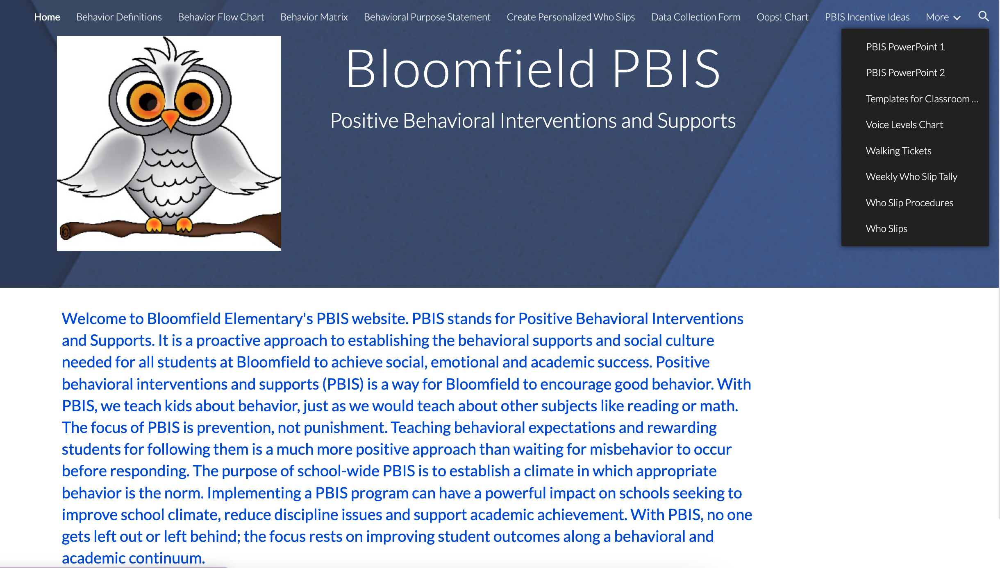 Home Behavior Definitions Behavior Flow Chart Behavior Matrix Behavioral Purpose Statement Create Personalized Who Slips Data Collection Form Oops! Chart PBIS Incentive Ideas More
PBIS PowerPoint 1
PBIS PowerPoint 2
Templates for Classroom ...
Voice Levels Chart
Walking Tickets
Weekly Who Slip Tally
Who Slip Procedures
Who Slips
Bloomfield PBIS
Positive Behavioral Interventions and Supports
Welcome to Bloomfield Elementary's PBIS website. PBIS stands for Positive Behavioral Interventions
and Supports. It is a proactive approach to establishing the behavioral supports and social culture
needed for all students at Bloomfield to achieve social, emotional and academic success. Positive
behavioral interventions and supports (PBIS) is a way for Bloomfield to encourage good behavior. With
PBIS, we teach kids about behavior, just as we would teach about other subjects like reading or math.
The focus of PBIS is prevention, not punishment. Teaching behavioral expectations and rewarding
students for following them is a much more positive approach than waiting for misbehavior to occur
before responding. The purpose of school-wide PBIS is to establish a climate in which appropriate
behavior is the norm. Implementing a PBIS program can have a powerful impact on schools seeking to
improve school climate, reduce discipline issues and support academic achievement. With PBIS, no one
gets left out or left behind; the focus rests on improving student outcomes along a behavioral and
academic continuum.